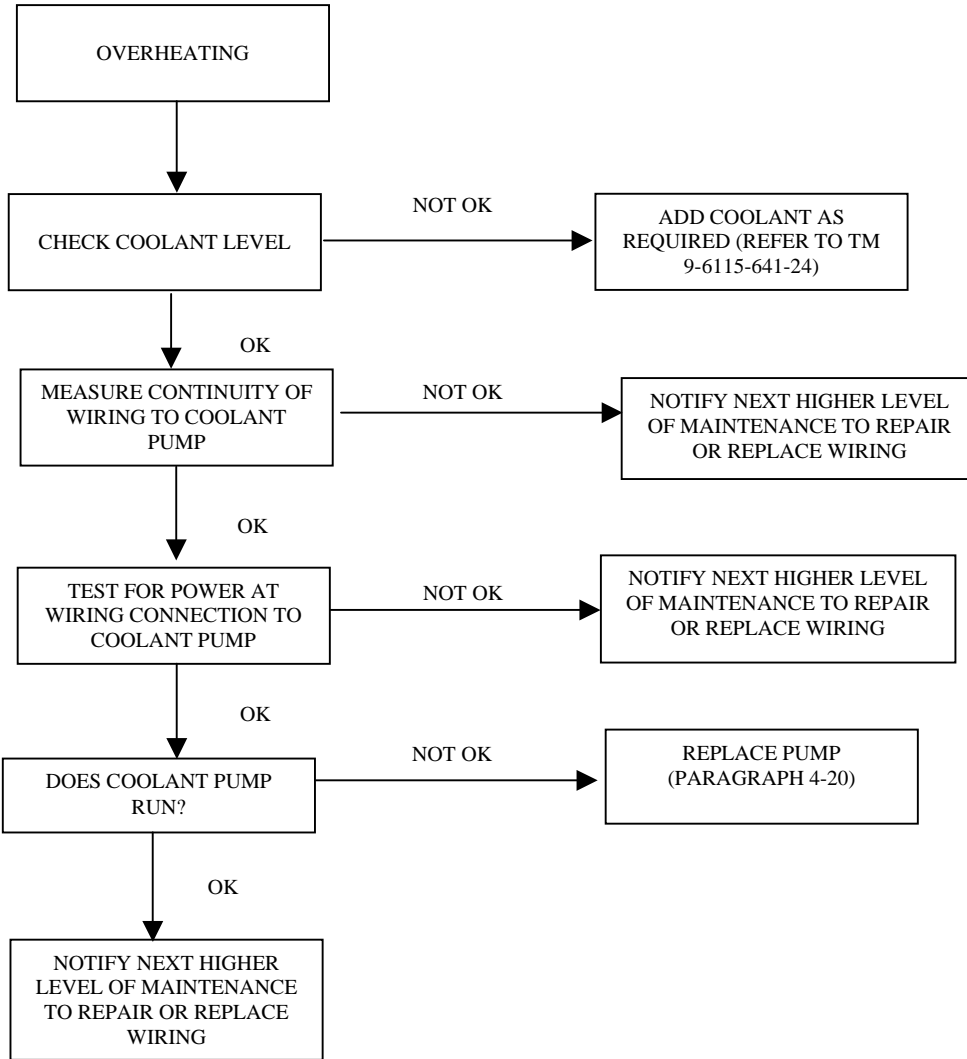 OVERHEATING
CHECK COOLANT LEVEL
NOT OK
ADD COOLANT AS
REQUIRED (REFER TO TM
9-6115-641-24)
OK
MEASURE CONTINUITY OF
WIRING TO COOLANT
PUMP
NOT OK
NOTIFY NEXT HIGHER LEVEL
OF MAINTENANCE TO REPAIR
OR REPLACE WIRING
OK
TEST FOR POWER AT
WIRING CONNECTION TO
COOLANT PUMP
NOT OK
NOTIFY NEXT HIGHER LEVEL
OF MAINTENANCE TO REPAIR
OR REPLACE WIRING
OK
DOES COOLANT PUMP
RUN?
NOT OK
REPLACE PUMP
(PARAGRAPH 4-20)
OK
NOTIFY NEXT HIGHER
LEVEL OF MAINTENANCE
TO REPAIR OR REPLACE
WIRING